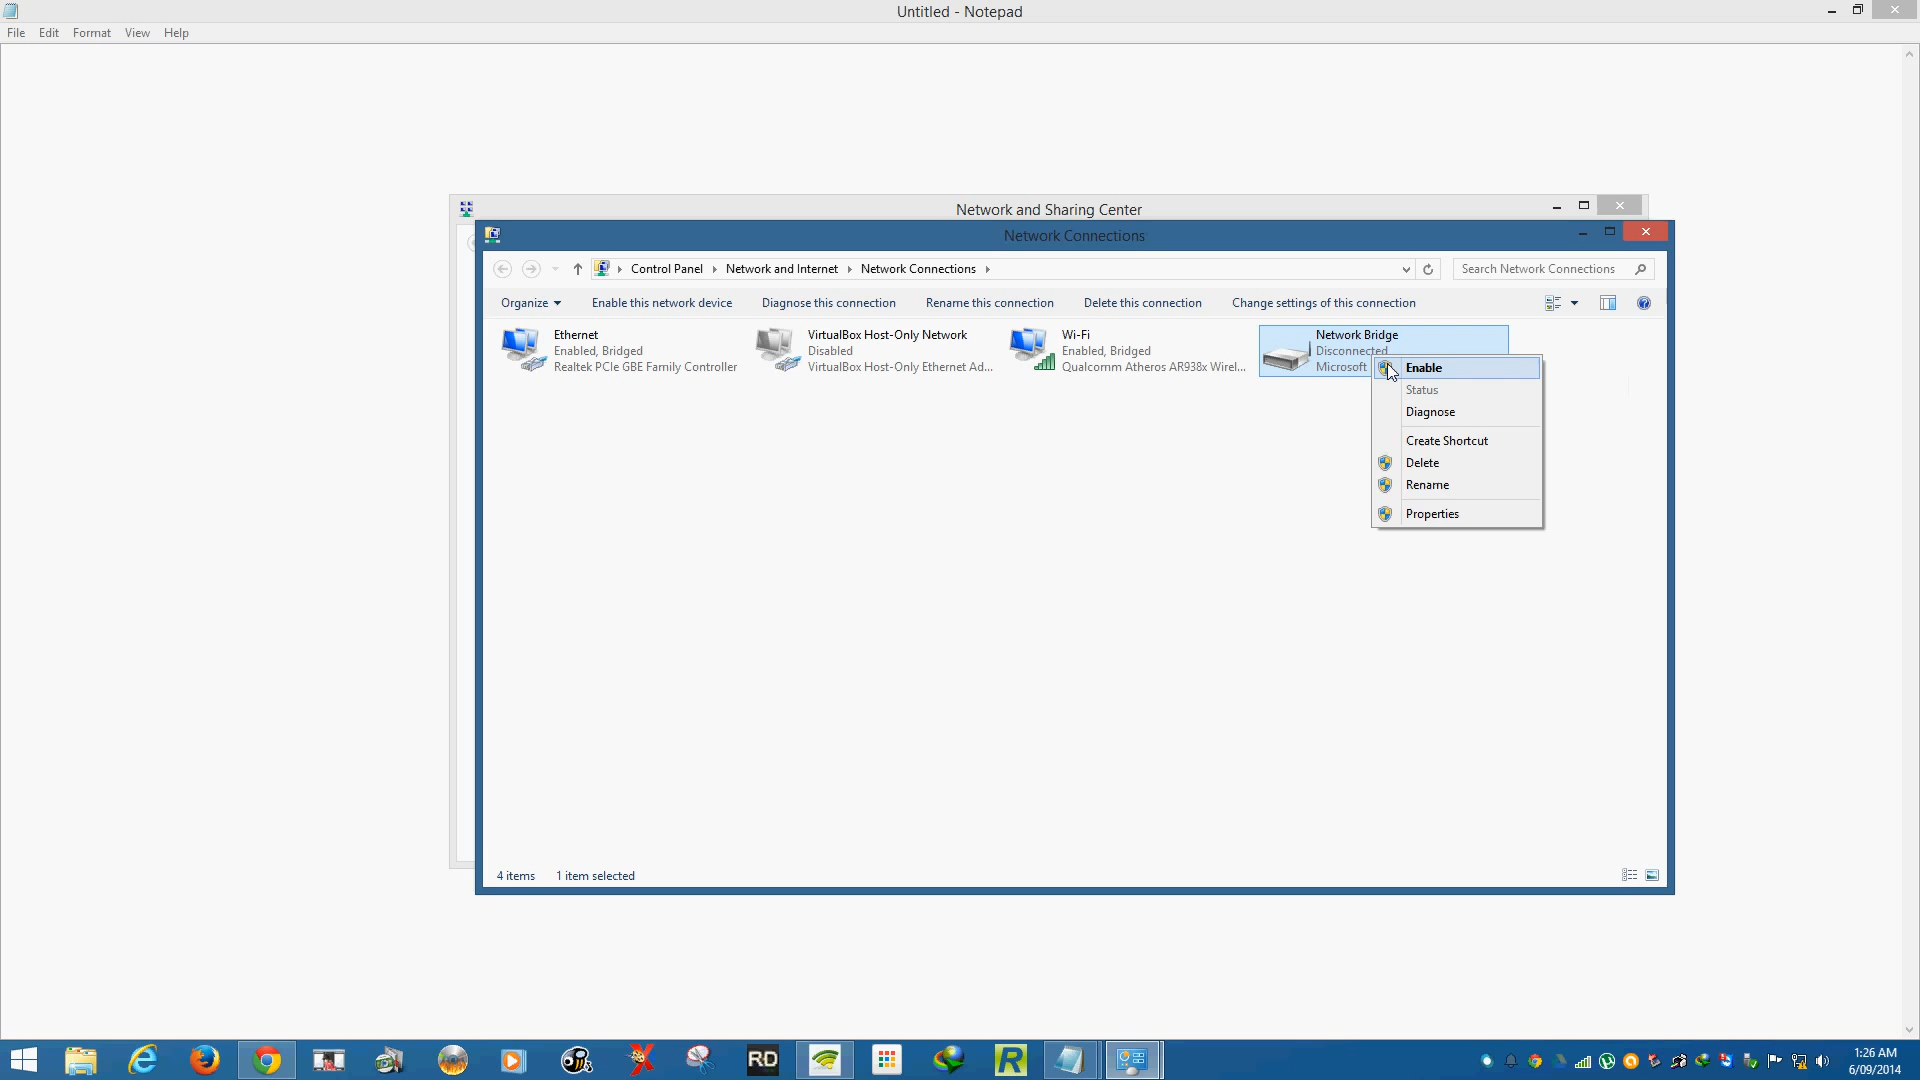 Untitled - Notepad
File Edit Format View Help
Network and Sharing Center
Network Connections
Control Panel Network and Internet Network Connections
Search Network Connections
Organize Enable this network device Diagnose this connection Rename this connection Delete this connection Change settings of this connection
Ethernet
Enabled, Bridged
Realtek PCIe GBE Family Controller
VirtualBox Host-Only Network
Disabled
VirtualBox Host-Only Ethernet Ad...
Wi-Fi
Enabled, Bridged
Qualcomm Atheros AR938x Wirel...
Network Bridge
Disconnected
Microsoft
Enable
Status
Diagnose
Create Shortcut
Delete
Rename
Properties
4 items 1 item selected
RD
R
1:26 AM
6/09/2014